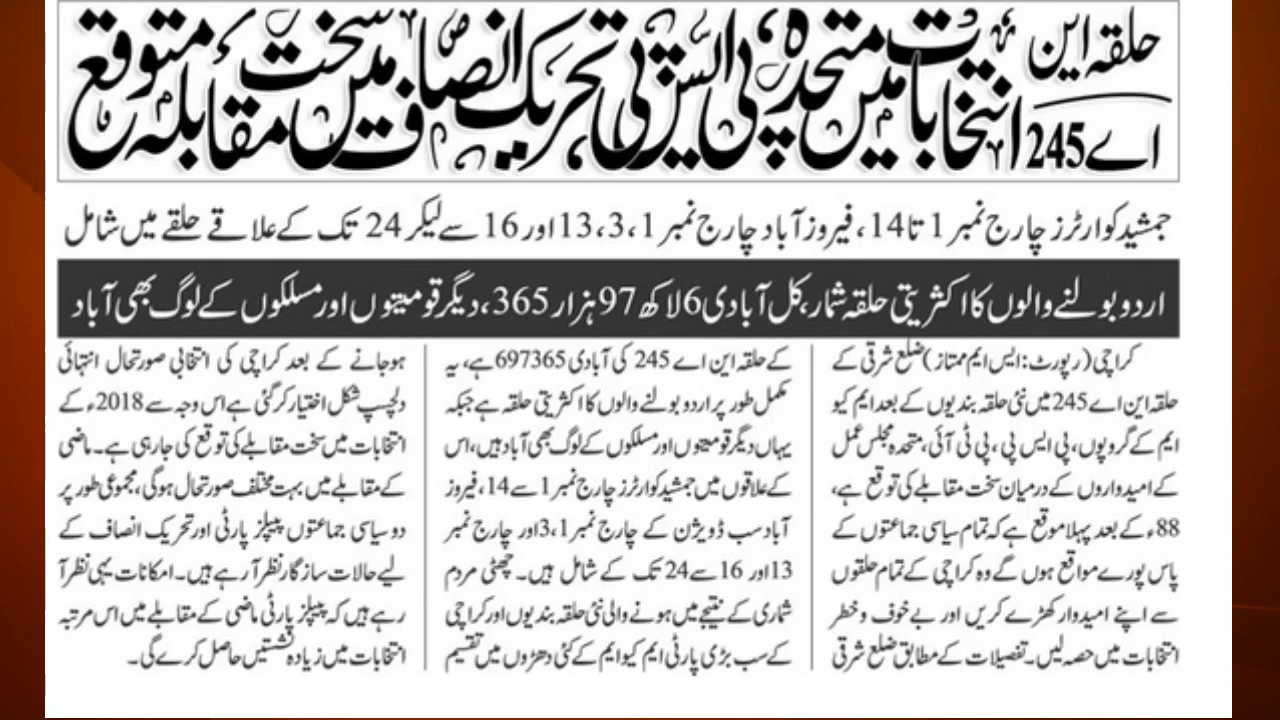 حلقہ این
اے 245 انتخابات میں متحدہ، پی ایس پی، تحریک انصاف میں سخت مقابلہ متوقع
جمشید کوارٹرز چارج نمبر 1 تا 14، فیروز آباد چارج نمبر 1، 3، 13 اور 16 سے لیکر 24 تک کے علاقے حلقے میں شامل
اردو بولنے والوں کا اکثریتی حلقہ شمار، کل آبادی 6 لاکھ 97 ہزار 365، دیگر قومیتوں اور مسلکوں کے لوگ بھی آباد
کراچی (رپورٹ: ایس ایم ممتاز) ضلع شرقی کے
حلقہ این اے 245 میں نئی حلقہ بندیوں کے بعد ایم کیو
ایم کے گروپوں، پی ایس پی، پی ٹی آئی، متحدہ مجلس عمل
کے امیدواروں کے درمیان سخت مقابلے کی توقع ہے،
88ء کے بعد پہلا موقع ہے کہ تمام سیاسی جماعتوں کے
پاس پورے مواقع ہوں گے وہ کراچی کے تمام حلقوں
سے اپنے امیدوار کھڑے کریں اور بے خوف و خطر
انتخابات میں حصہ لیں۔ تفصیلات کے مطابق ضلع شرقی
کے حلقہ این اے 245 کی آبادی 697365 ہے، یہ
مکمل طور پر اردو بولنے والوں کا اکثریتی حلقہ ہے جبکہ
یہاں دیگر قومیتوں اور مسلکوں کے لوگ بھی آباد ہیں، اس
کے علاقوں میں جمشید کوارٹرز چارج نمبر 1 سے 14، فیروز
آباد سب ڈویژن کے چارج نمبر 3،1 اور چارج نمبر
13 اور 16 سے 24 تک کے شامل ہیں۔ چھٹی مردم
شماری کے نتیجے میں ہونے والی نئی حلقہ بندیوں اور کراچی
کے سب بڑی پارٹی ایم کیو ایم کے کئی دھڑوں میں تقسیم
ہوجانے کے بعد کراچی کی انتخابی صورتحال انتہائی
دلچسپ شکل اختیار کرگئی ہے اس وجہ سے 2018ء کے
انتخابات میں سخت مقابلے کی توقع کی جارہی ہے۔ ماضی
کے مقابلے میں بہت مختلف صورتحال ہوگی، مجموعی طور پر
دو سیاسی جماعتوں پیپلز پارٹی اور تحریک انصاف کے
لیے حالات سازگار نظر آرہے ہیں۔ امکانات یہی نظر آ
رہے ہیں کہ پیپلز پارٹی ماضی کے مقابلے میں اس مرتبہ
انتخابات میں زیادہ نشستیں حاصل کرے گی۔